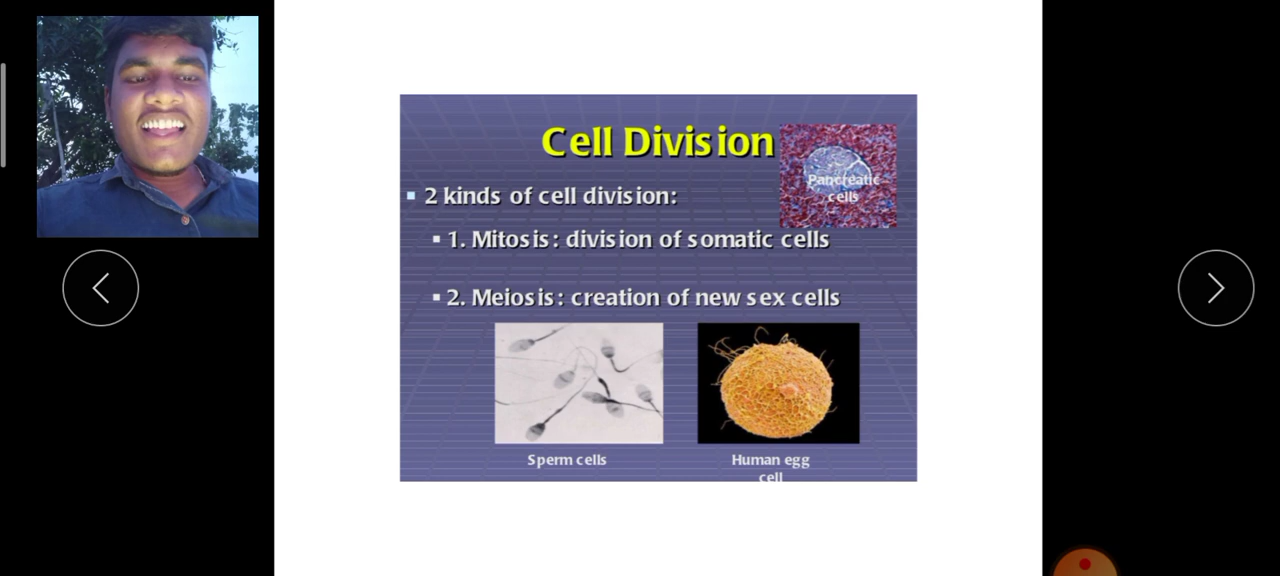 Cell Division
Pancreatic
cells
2 kinds of cell division:
1. Mitosis: division of somatic cells
2. Meiosis: creation of new sex cells
Sperm cells
Human egg
cell